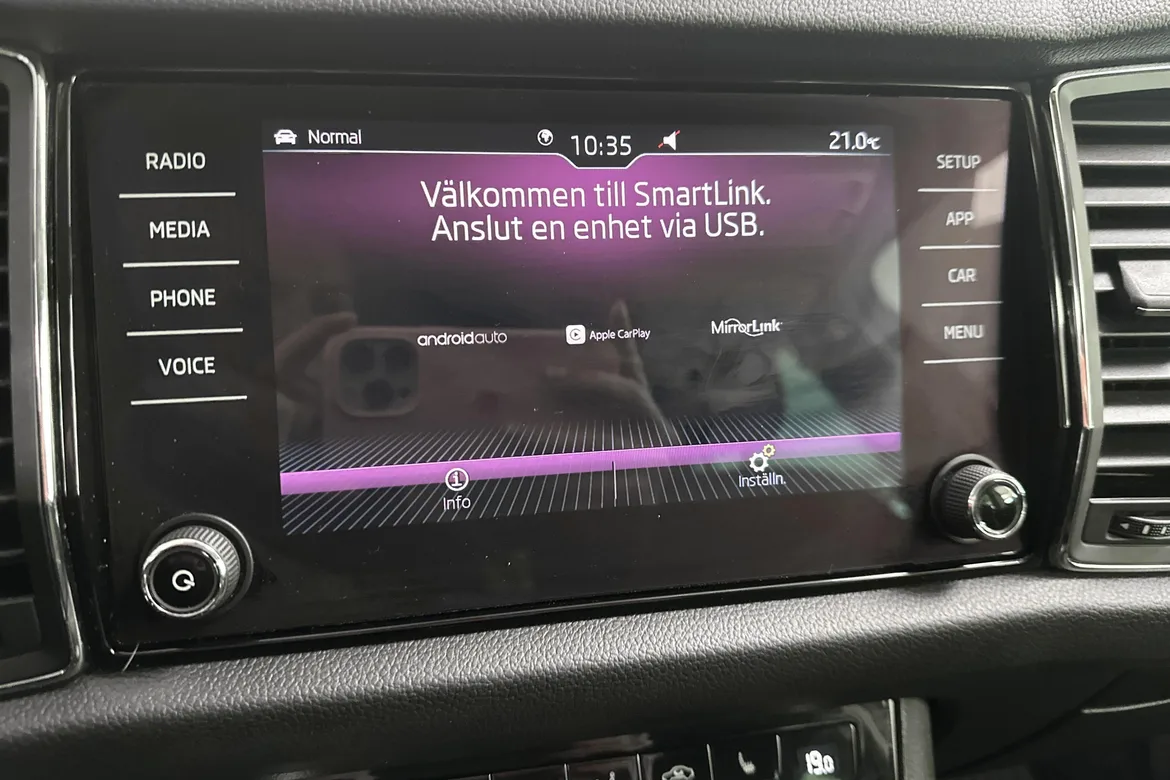 Normal
10:35
21.0°C
Välkommen till SmartLink.
Anslut en enhet via USB.
androidauto
Apple CarPlay
MirrorLink
Info
Inställn.
RADIO
MEDIA
PHONE
VOICE
SETUP
APP
CAR
MENU
19.0